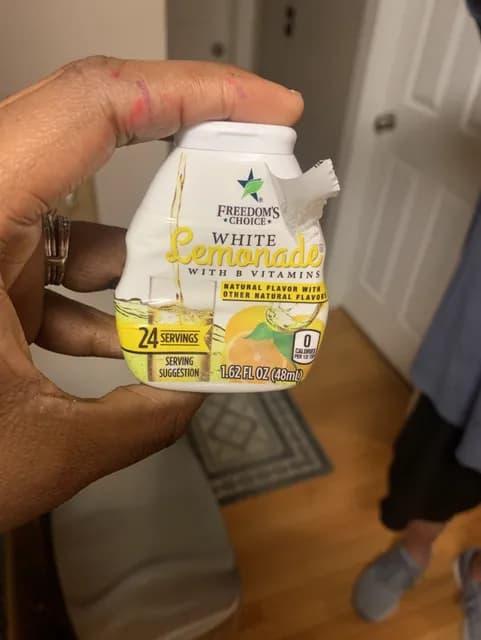 FREEDOM'S
• CHOICE •
WHITE
Lemonade
WITH B VITAMINS
NATURAL FLAVOR WITH
OTHER NATURAL FLAVORS
24 SERVINGS
SERVING
SUGGESTION
0
CALORIES
1.62 FL OZ (48mL)